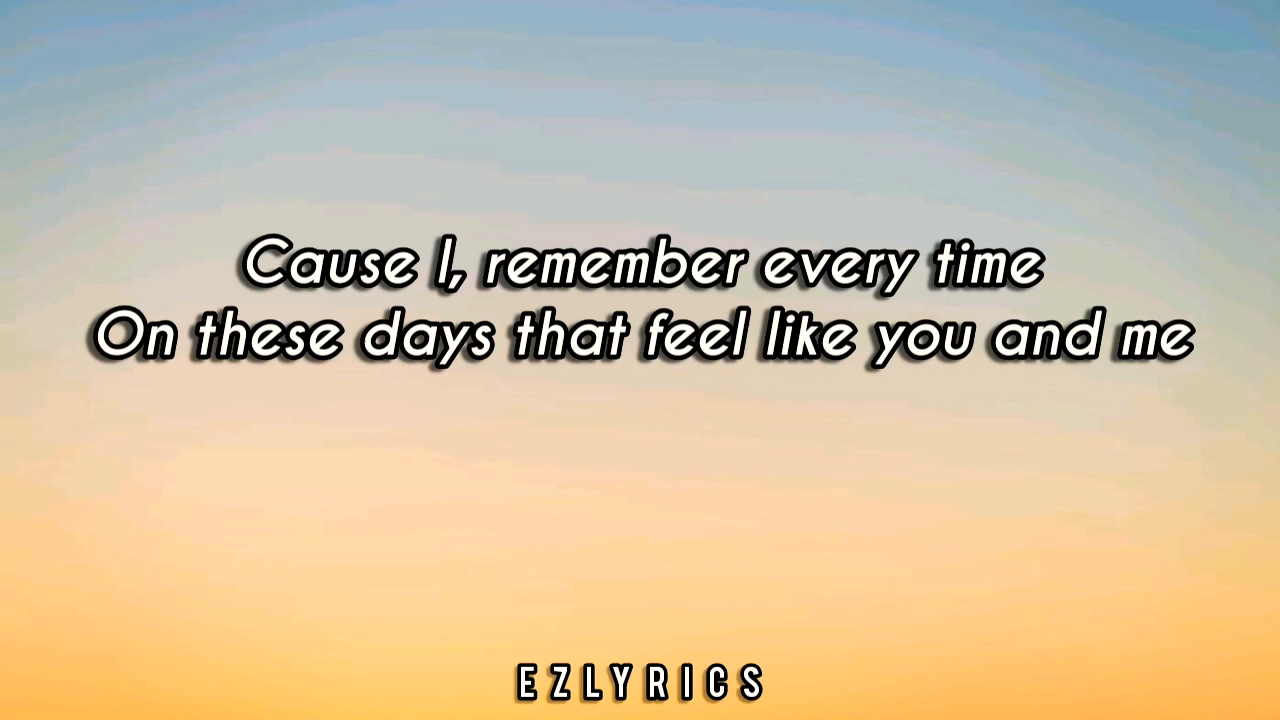 Cause I, remember every time
On these days that feel like you and me
EZLYRICS